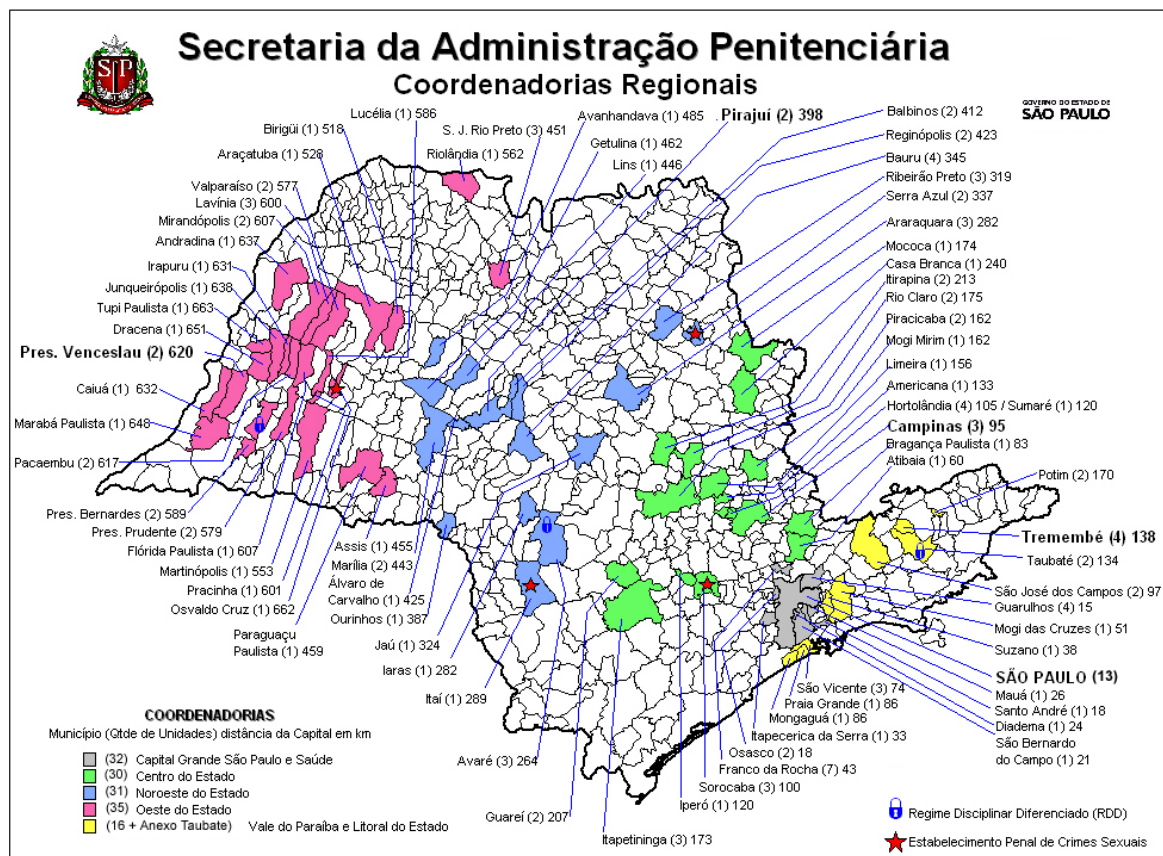 Secretaria da Administração Penitenciária
Coordenadorias Regionais
SP
GOVERNO DO ESTADO DE
SÃO PAULO
Lucélia (1) 586
Birigüi (1) 518
Araçatuba (1) 528
Valparaíso (2) 577
Lavínia (3) 600
Mirandópolis (2) 607
Andradina (1) 637
Irapuru (1) 631
Junqueirópolis (1) 638
Tupi Paulista (1) 663
Dracena (1) 651
Pres. Venceslau (2) 620
Caiuá (1) 632
Marabá Paulista (1) 648
Pacaembu (2) 617
Pres. Bernardes (2) 589
Pres. Prudente (2) 579
Flórida Paulista (1) 607
Martinópolis (1) 553
Pracinha (1) 601
Osvaldo Cruz (1) 662
Paraguaçu
Paulista (1) 459
S. J. Rio Preto (3) 451
Riolândia (1) 562
Avanhandava (1) 485
Getulina (1) 462
Lins (1) 446
Pirajuí (2) 398
Balbinos (2) 412
Reginópolis (2) 423
Bauru (4) 345
Ribeirão Preto (3) 319
Serra Azul (2) 337
Araraquara (3) 282
Mococa (1) 174
Casa Branca (1) 240
Itirapina (2) 213
Rio Claro (2) 175
Piracicaba (2) 162
Mogi Mirim (1) 162
Limeira (1) 156
Americana (1) 133
Hortolândia (4) 105 / Sumaré (1) 120
Campinas (3) 95
Bragança Paulista (1) 83
Atibaia (1) 60
Potim (2) 170
Tremembé (4) 138
Taubaté (2) 134
São José dos Campos (2) 97
Guarulhos (4) 15
Mogi das Cruzes (1) 51
Suzano (1) 38
SÃO PAULO (13)
Mauá (1) 26
Santo André (1) 18
Diadema (1) 24
São Bernardo
do Campo (1) 21
Assis (1) 455
Marília (2) 443
Álvaro de
Carvalho (1) 425
Ourinhos (1) 387
Jaú (1) 324
Iaras (1) 282
Itaí (1) 289
Avaré (3) 264
Guareí (2) 207
Itapetininga (3) 173
São Vicente (3) 74
Praia Grande (1) 86
Mongaguá (1) 86
Itapecerica da Serra (1) 33
Osasco (2) 18
Franco da Rocha (7) 43
Sorocaba (3) 100
Iperó (1) 120
COORDENADORIAS
Município (Qtde de Unidades) distância da Capital em km
(32) Capital Grande São Paulo e Saúde
(30) Centro do Estado
(31) Noroeste do Estado
(35) Oeste do Estado
(16 + Anexo Taubate) Vale do Paraíba e Litoral do Estado
Regime Disciplinar Diferenciado (RDD)
Estabelecimento Penal de Crimes Sexuais